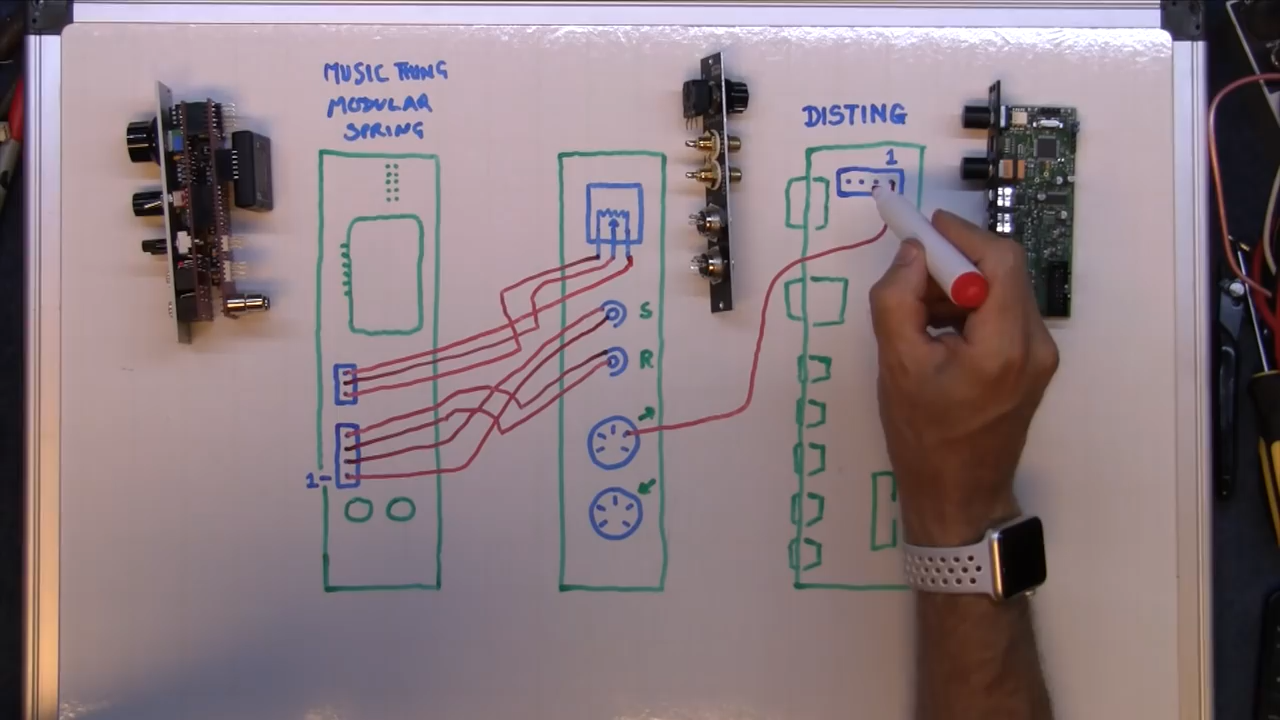 MUSIC THING
MODULAR
SPRING
DISTING
1
S
R
1-